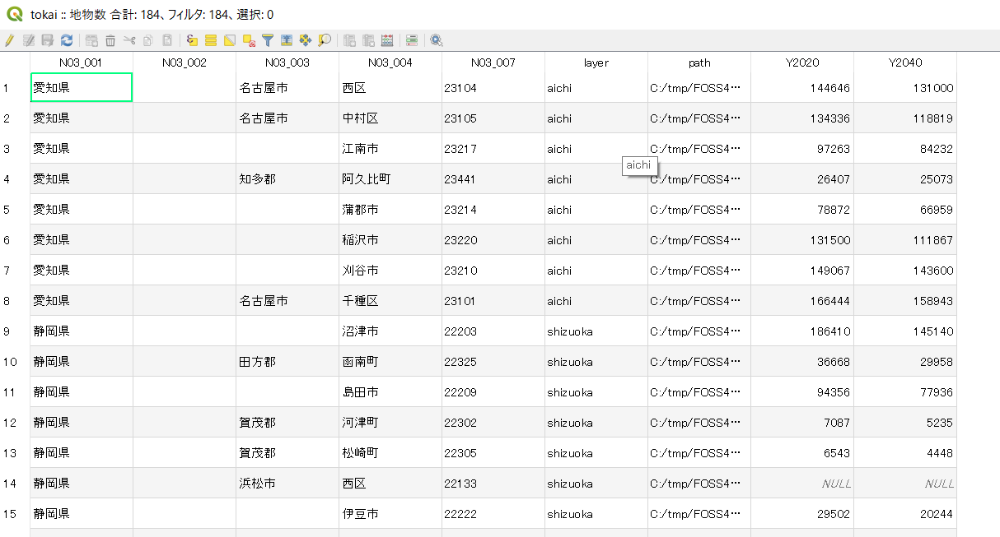 tokai :: 地物数 合計: 184、フィルタ: 184、選択: 0
N03_001 N03_002 N03_003 N03_004 N03_007 layer path Y2020 Y2040
1 愛知県 名古屋市 西区 23104 aichi C:/tmp/FOSS4… 144646 131000
2 愛知県 名古屋市 中村区 23105 aichi C:/tmp/FOSS4… 134336 118819
3 愛知県 江南市 23217 aichi C:/tmp/FOSS4… 97263 84232
aichi
4 愛知県 知多郡 阿久比町 23441 aichi C:/tmp/FOSS4… 26407 25073
5 愛知県 蒲郡市 23214 aichi C:/tmp/FOSS4… 78872 66959
6 愛知県 稲沢市 23220 aichi C:/tmp/FOSS4… 131500 111867
7 愛知県 刈谷市 23210 aichi C:/tmp/FOSS4… 149067 143600
8 愛知県 名古屋市 千種区 23101 aichi C:/tmp/FOSS4… 166444 158943
9 静岡県 沼津市 22203 shizuoka C:/tmp/FOSS4… 186410 145140
10 静岡県 田方郡 函南町 22325 shizuoka C:/tmp/FOSS4… 36668 29958
11 静岡県 島田市 22209 shizuoka C:/tmp/FOSS4… 94356 77936
12 静岡県 賀茂郡 河津町 22302 shizuoka C:/tmp/FOSS4… 7087 5235
13 静岡県 賀茂郡 松崎町 22305 shizuoka C:/tmp/FOSS4… 6543 4448
14 静岡県 浜松市 西区 22133 shizuoka C:/tmp/FOSS4… NULL NULL
15 静岡県 伊豆市 22222 shizuoka C:/tmp/FOSS4… 29502 20244